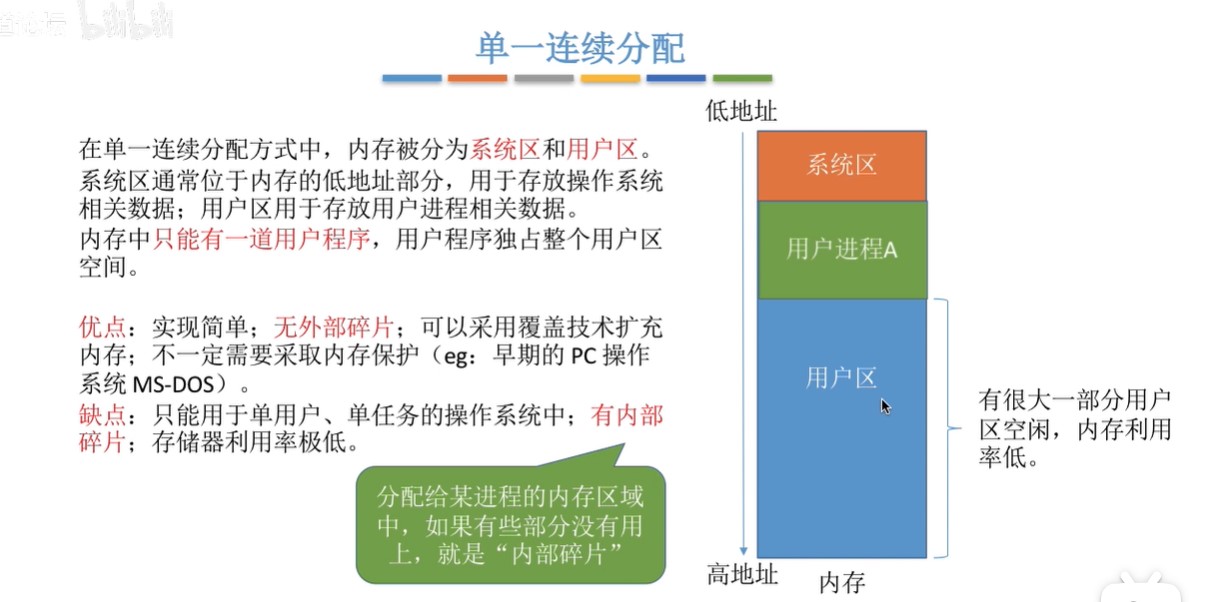 bilibili
单一连续分配
低地址
在单一连续分配方式中，内存被分为系统区和用户区。
系统区通常位于内存的低地址部分，用于存放操作系统
相关数据；用户区用于存放用户进程相关数据。
内存中只能有一道用户程序，用户程序独占整个用户区
空间。
优点：实现简单；无外部碎片；可以采用覆盖技术扩充
内存；不一定需要采取内存保护（eg：早期的 PC 操作
系统 MS-DOS）。
缺点：只能用于单用户、单任务的操作系统中；有内部
碎片；存储器利用率极低。
分配给某进程的内存区域
中，如果有些部分没有用
上，就是“内部碎片”
系统区
用户进程A
用户区
有很大一部分用户
区空闲，内存利用
率低。
高地址
内存